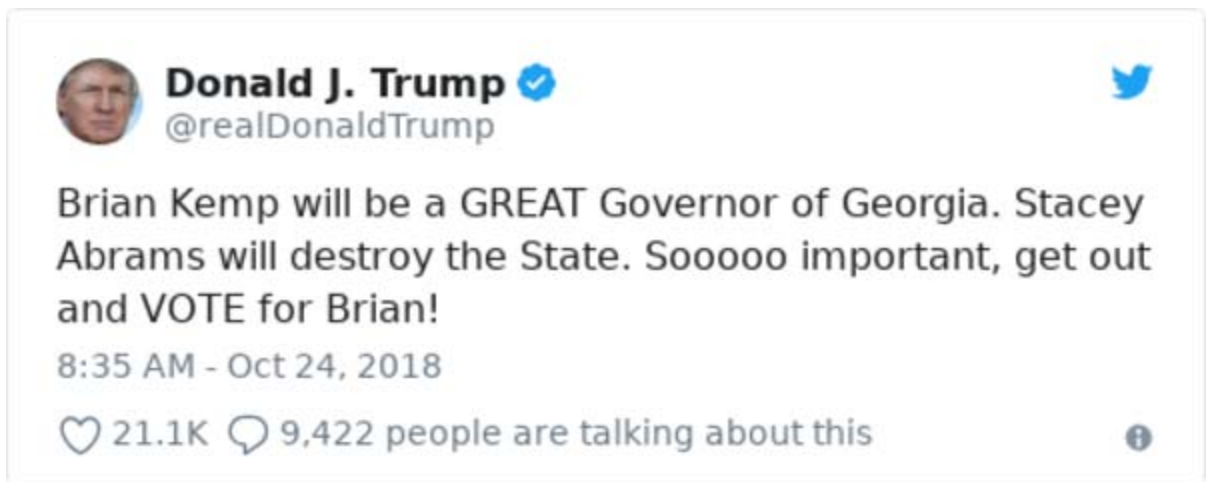 Donald J. Trump
@realDonaldTrump
Brian Kemp will be a GREAT Governor of Georgia. Stacey
Abrams will destroy the State. Sooooo important, get out
and VOTE for Brian!
8:35 AM - Oct 24, 2018
21.1K 9,422 people are talking about this